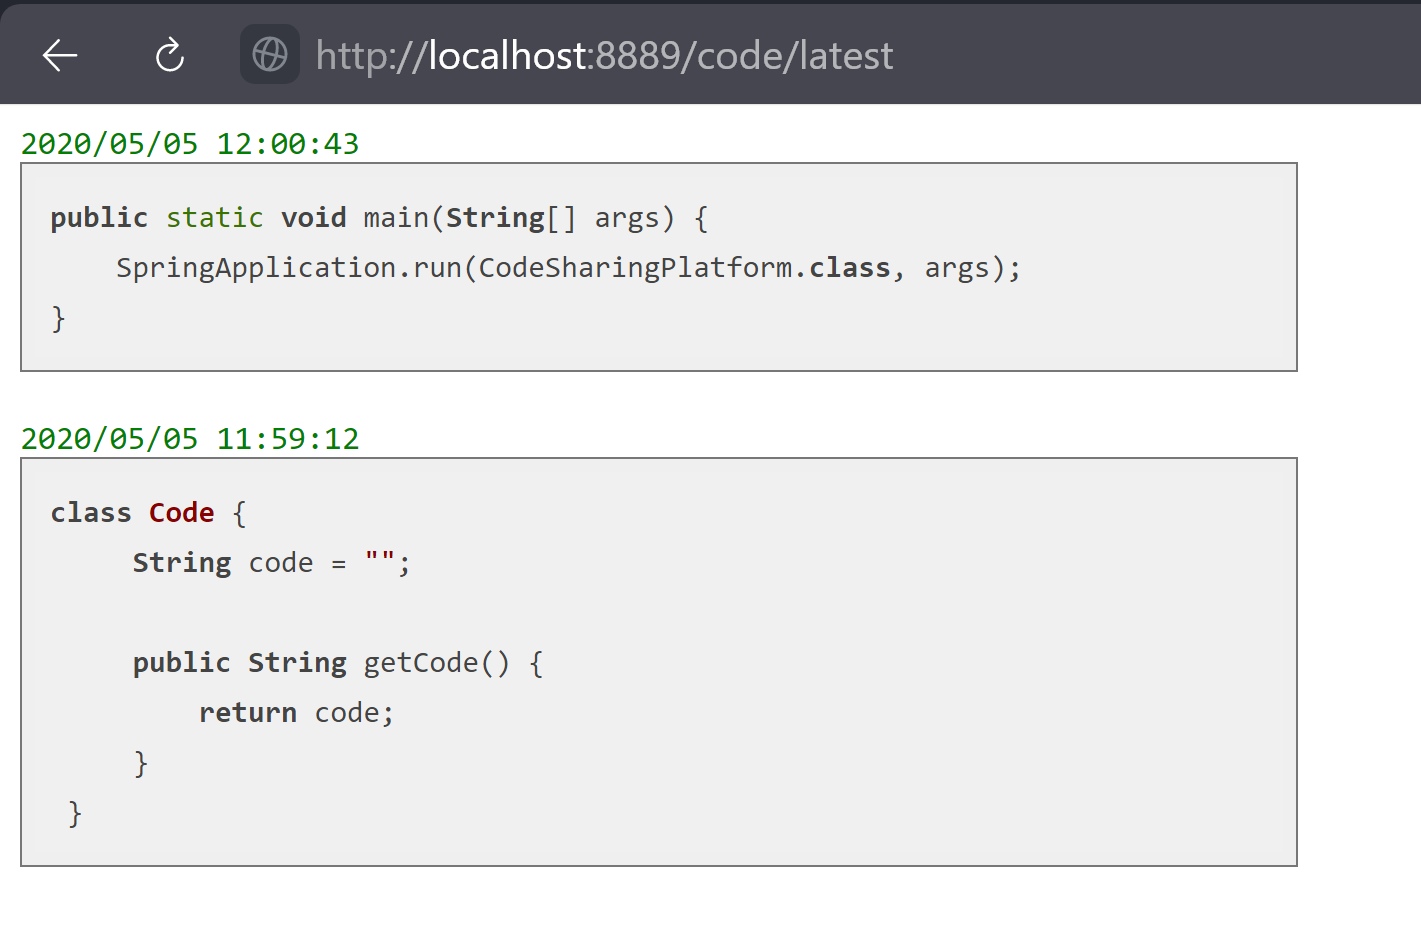 http://localhost:8889/code/latest
2020/05/05 12:00:43
public static void main(String[] args) {
    SpringApplication.run(CodeSharingPlatform.class, args);
}
2020/05/05 11:59:12
class Code {
     String code = "";

     public String getCode() {
         return code;
     }
 }